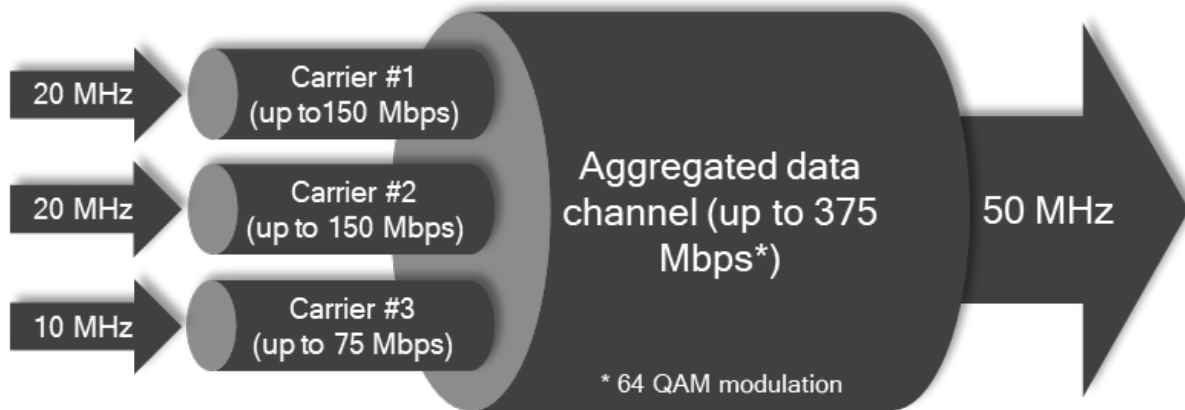 20 MHz
Carrier #1
(up to150 Mbps)
20 MHz
Carrier #2
(up to 150 Mbps)
10 MHz
Carrier #3
(up to 75 Mbps)
Aggregated data
channel (up to 375
Mbps*)
* 64 QAM modulation
50 MHz